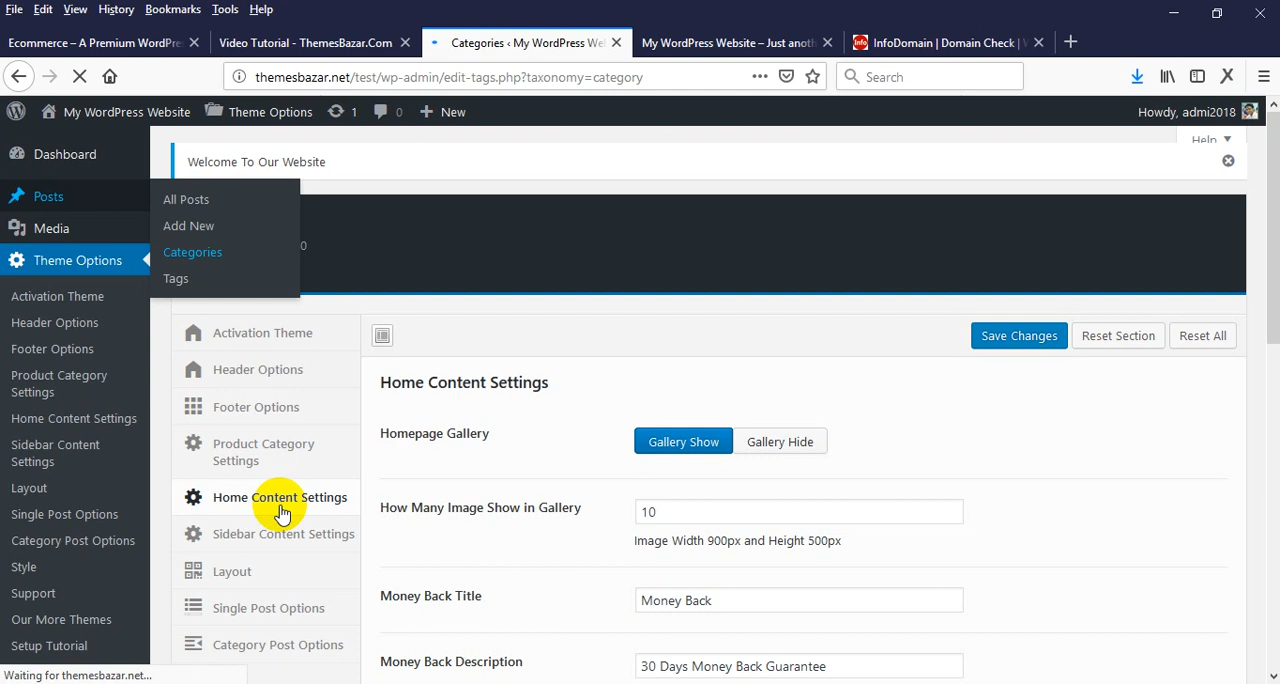 File Edit View History Bookmarks Tools Help
Ecommerce – A Premium WordPre
Video Tutorial - ThemesBazar.Com
Categories ‹ My WordPress Wel
My WordPress Website – Just anoth
InfoDomain | Domain Check |
themesbazar.net/test/wp-admin/edit-tags.php?taxonomy=category
Search
My WordPress Website
Theme Options
1
0
New
Howdy, admi2018
Help
Dashboard
Posts
Media
Theme Options
Activation Theme
Header Options
Footer Options
Product Category
Settings
Home Content Settings
Sidebar Content
Settings
Layout
Single Post Options
Category Post Options
Style
Support
Our More Themes
Setup Tutorial
Waiting for themesbazar.net...
All Posts
Add New
Categories
Tags
Welcome To Our Website
0
Activation Theme
Header Options
Footer Options
Product Category
Settings
Home Content Settings
Sidebar Content Settings
Layout
Single Post Options
Category Post Options
Save Changes
Reset Section
Reset All
Home Content Settings
Homepage Gallery
Gallery Show
Gallery Hide
How Many Image Show in Gallery
10
Image Width 900px and Height 500px
Money Back Title
Money Back
Money Back Description
30 Days Money Back Guarantee